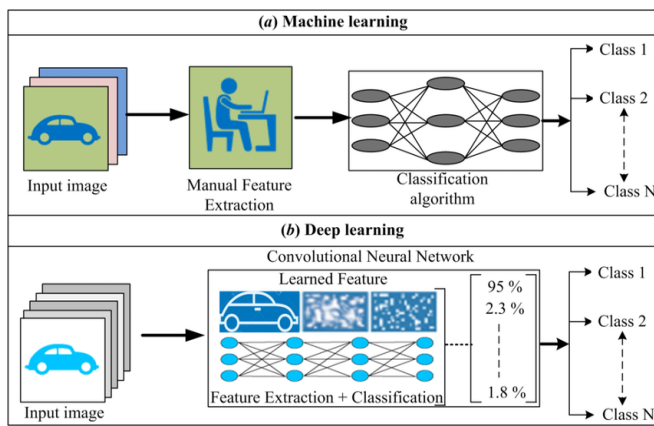 (a) Machine learning
Input image
Manual Feature
Extraction
Classification
algorithm
Class 1
Class 2
Class N
(b) Deep learning
Convolutional Neural Network
Learned Feature
Feature Extraction + Classification
95 %
2.3 %
1.8 %
Input image
Class 1
Class 2
Class N